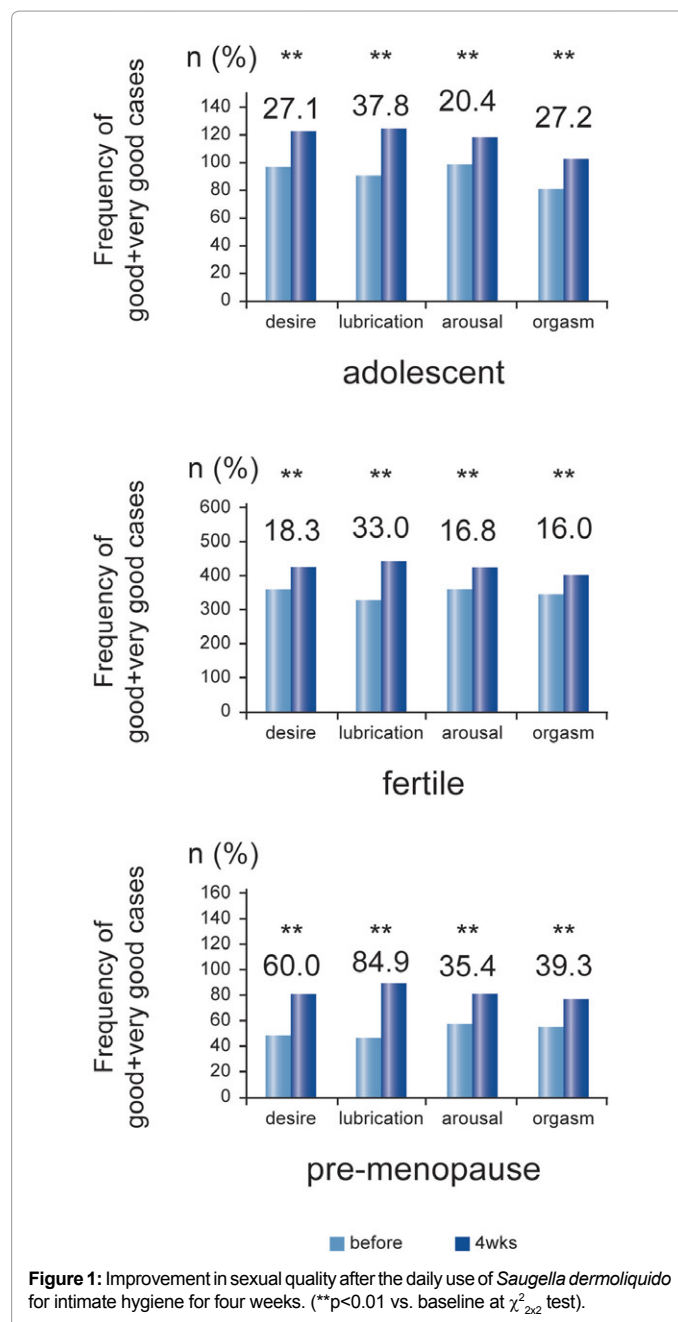 n (%) ** ** ** **
27.1 37.8 20.4 27.2
Frequency of
good+very good cases
140
120
100
80
60
40
20
0
desire lubrication arousal orgasm
adolescent
n (%) ** ** ** **
18.3 33.0 16.8 16.0
Frequency of
good+very good cases
600
500
400
300
200
100
0
desire lubrication arousal orgasm
fertile
n (%)
** ** ** **
60.0 84.9 35.4 39.3
Frequency of
good+very good cases
160
140
120
100
80
60
40
20
0
desire lubrication arousal orgasm
pre-menopause
before 4wks
Figure 1: Improvement in sexual quality after the daily use of Saugella dermoliquido
for intimate hygiene for four weeks. (**p<0.01 vs. baseline at χ²₂ₓ₂ test).